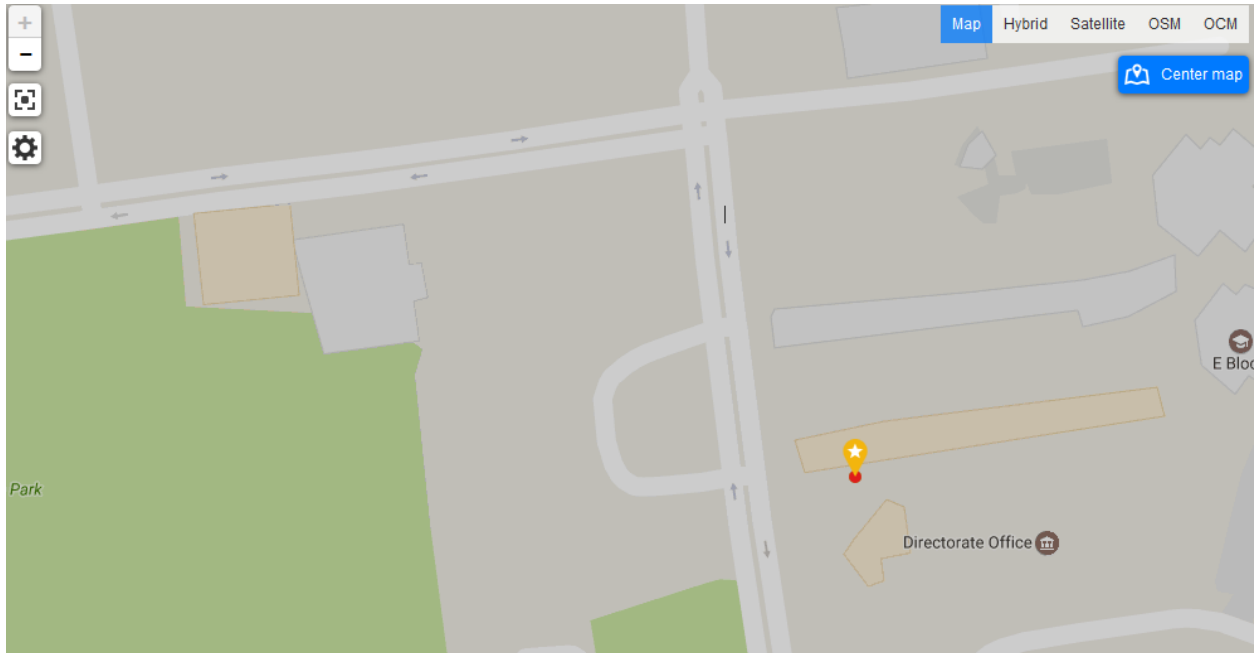 Map Hybrid Satellite OSM OCM
Center map
E Bloc
Park
Directorate Office